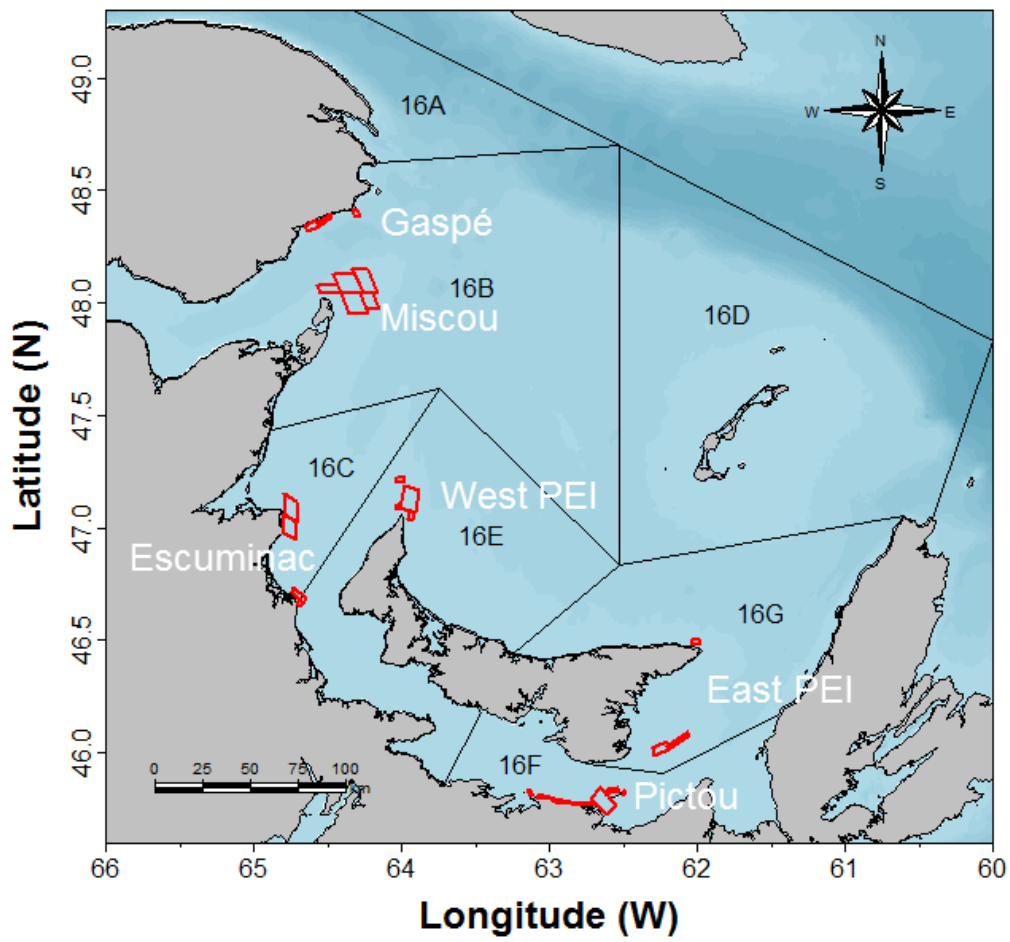 N
W
E
S
16A
Gaspé
16B
Miscou
16D
16C
West PEI
16E
Escuminac
16G
East PEI
16F
Pictou
0
25
50
75
100
km
49.0
48.5
48.0
47.5
47.0
46.5
46.0
Latitude (N)
66
65
64
63
62
61
60
Longitude (W)